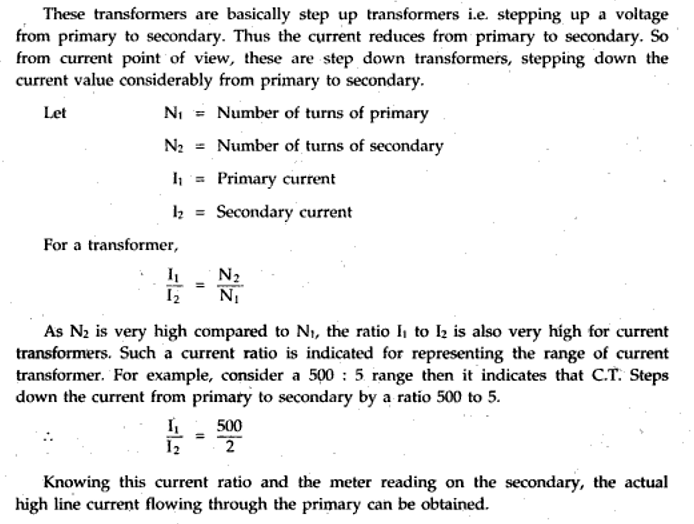 These transformers are basically step up transformers i.e. stepping up a voltage
from primary to secondary. Thus the current reduces from primary to secondary. So
from current point of view, these are step down transformers, stepping down the
current value considerably from primary to secondary.
Let N₁ = Number of turns of primary
N₂ = Number of turns of secondary
I₁ = Primary current
I₂ = Secondary current
For a transformer,
I₁/I₂ = N₂/N₁
As N₂ is very high compared to N₁, the ratio I₁ to I₂ is also very high for current
transformers. Such a current ratio is indicated for representing the range of current
transformer. For example, consider a 500 : 5 range then it indicates that C.T. Steps
down the current from primary to secondary by a ratio 500 to 5.
∴ I₁/I₂ = 500/2
Knowing this current ratio and the meter reading on the secondary, the actual
high line current flowing through the primary can be obtained.